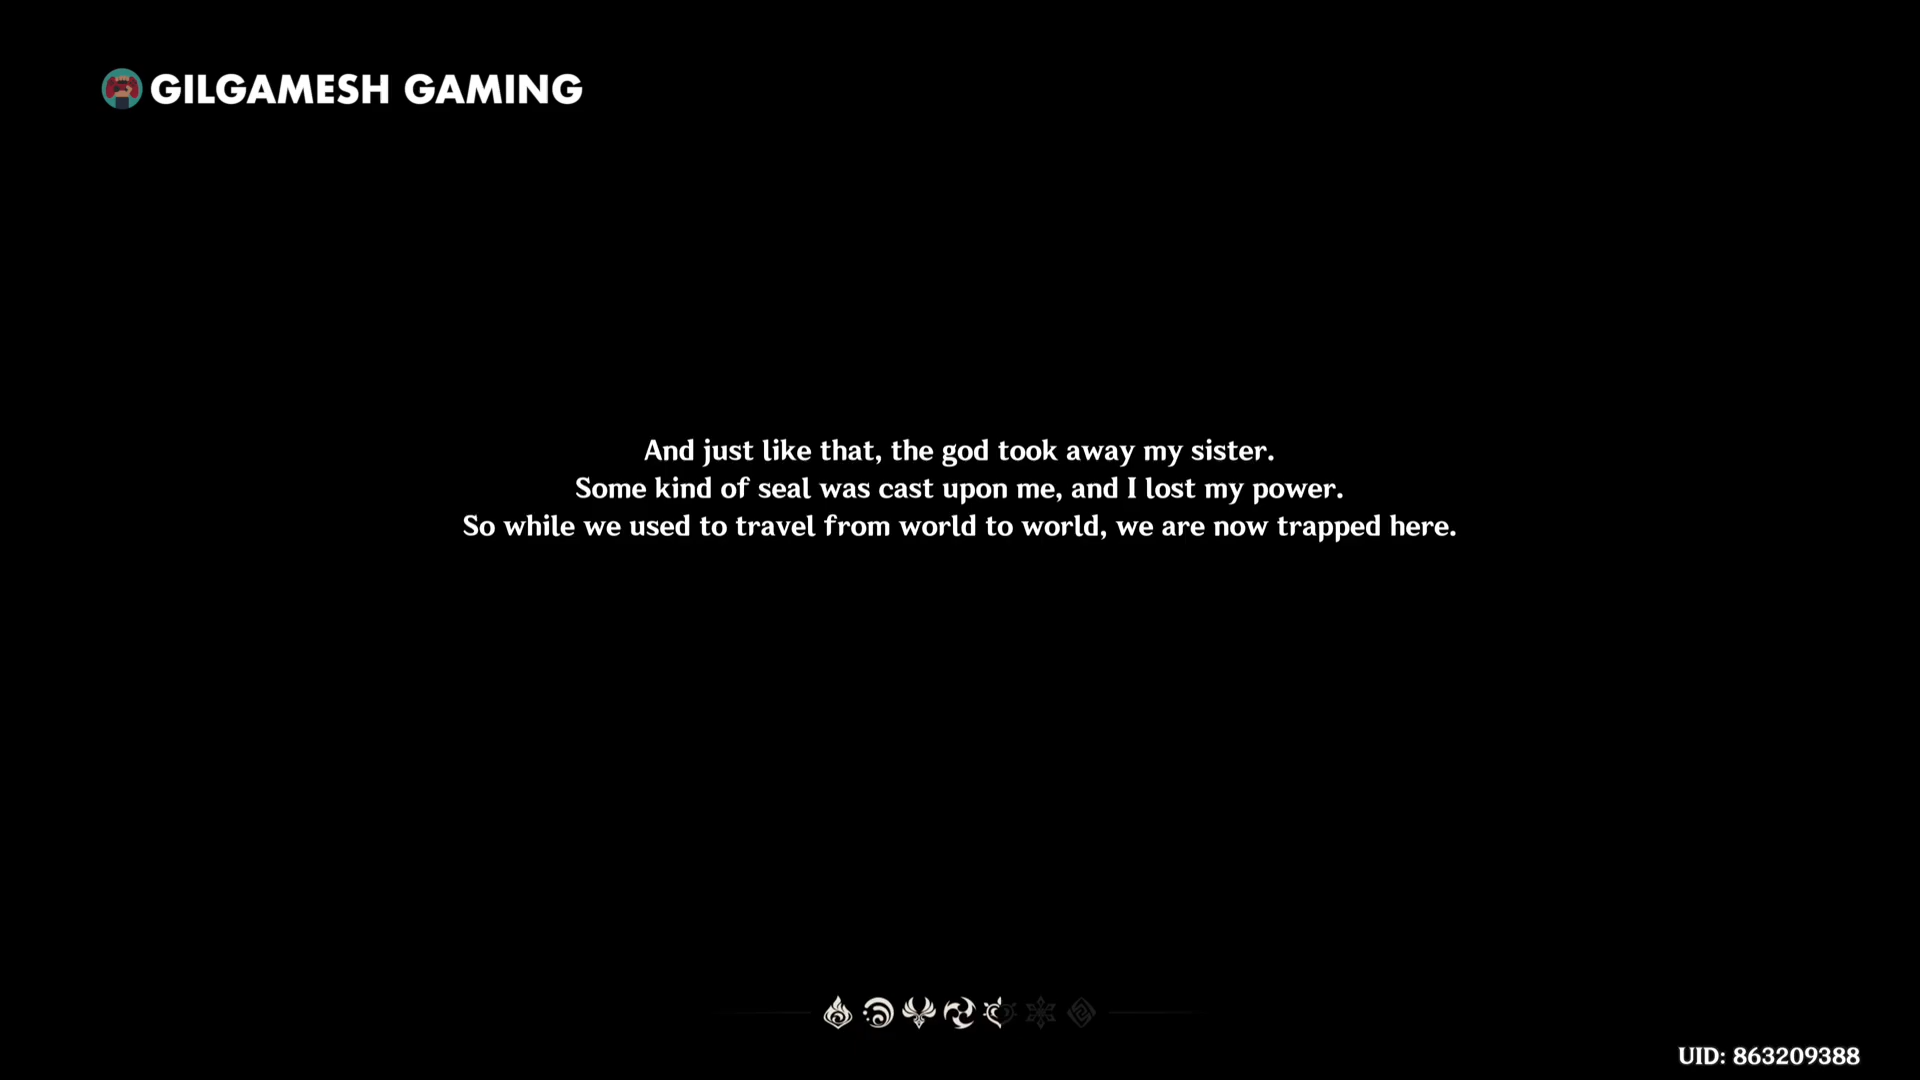 GILGAMESH GAMING
And just like that, the god took away my sister.
Some kind of seal was cast upon me, and I lost my power.
So while we used to travel from world to world, we are now trapped here.
UID: 863209388